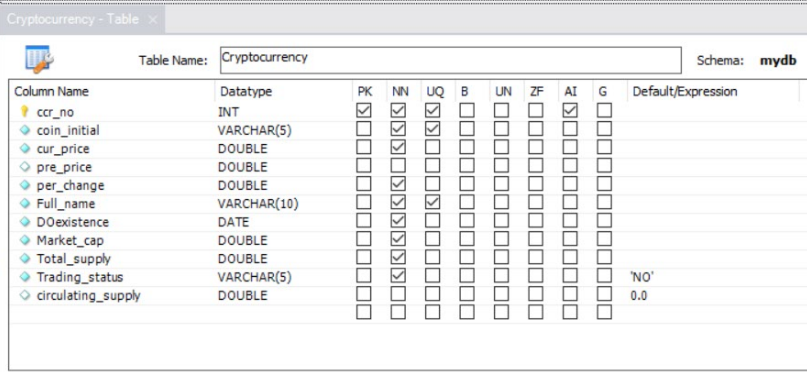 Cryptocurrency - Table ×
Table Name: Cryptocurrency Schema: mydb
Column Name Datatype PK NN UQ B UN ZF AI G Default/Expression
ccr_no INT
coin_initial VARCHAR(5)
cur_price DOUBLE
pre_price DOUBLE
per_change DOUBLE
Full_name VARCHAR(10)
DOexistence DATE
Market_cap DOUBLE
Total_supply DOUBLE
Trading_status VARCHAR(5) 'NO'
circulating_supply DOUBLE 0.0